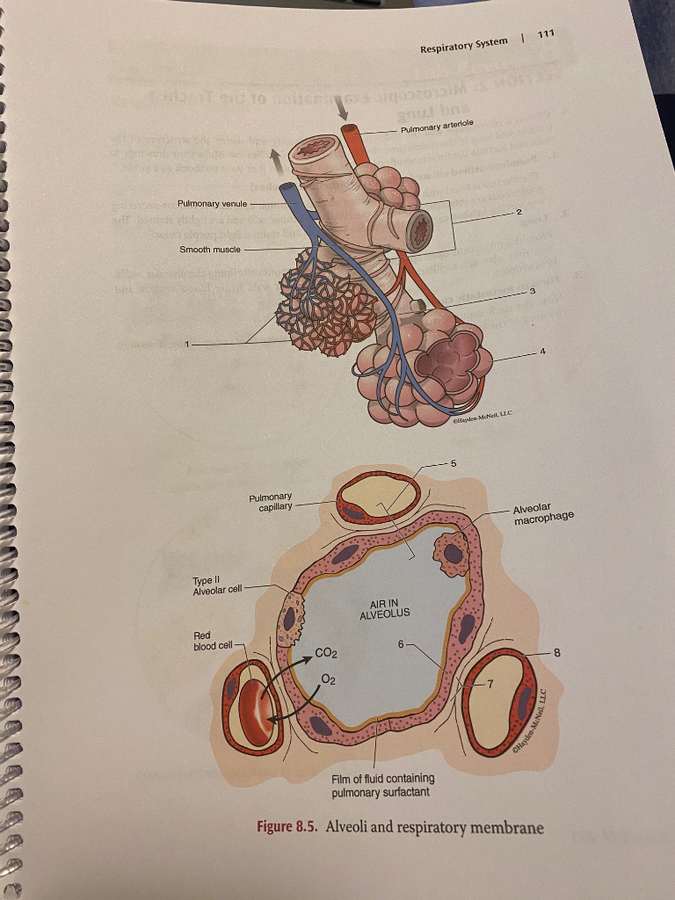 Respiratory System | 111
Pulmonary arteriole
Pulmonary venule
2
Smooth muscle
3
1
4
©Hayden-McNeil, LLC
5
Pulmonary
capillary
Alveolar
macrophage
Type II
Alveolar cell
AIR IN
ALVEOLUS
Red
blood cell
CO2
6
8
O2
7
©Hayden-McNeil, LLC
Film of fluid containing
pulmonary surfactant
Figure 8.5. Alveoli and respiratory membrane